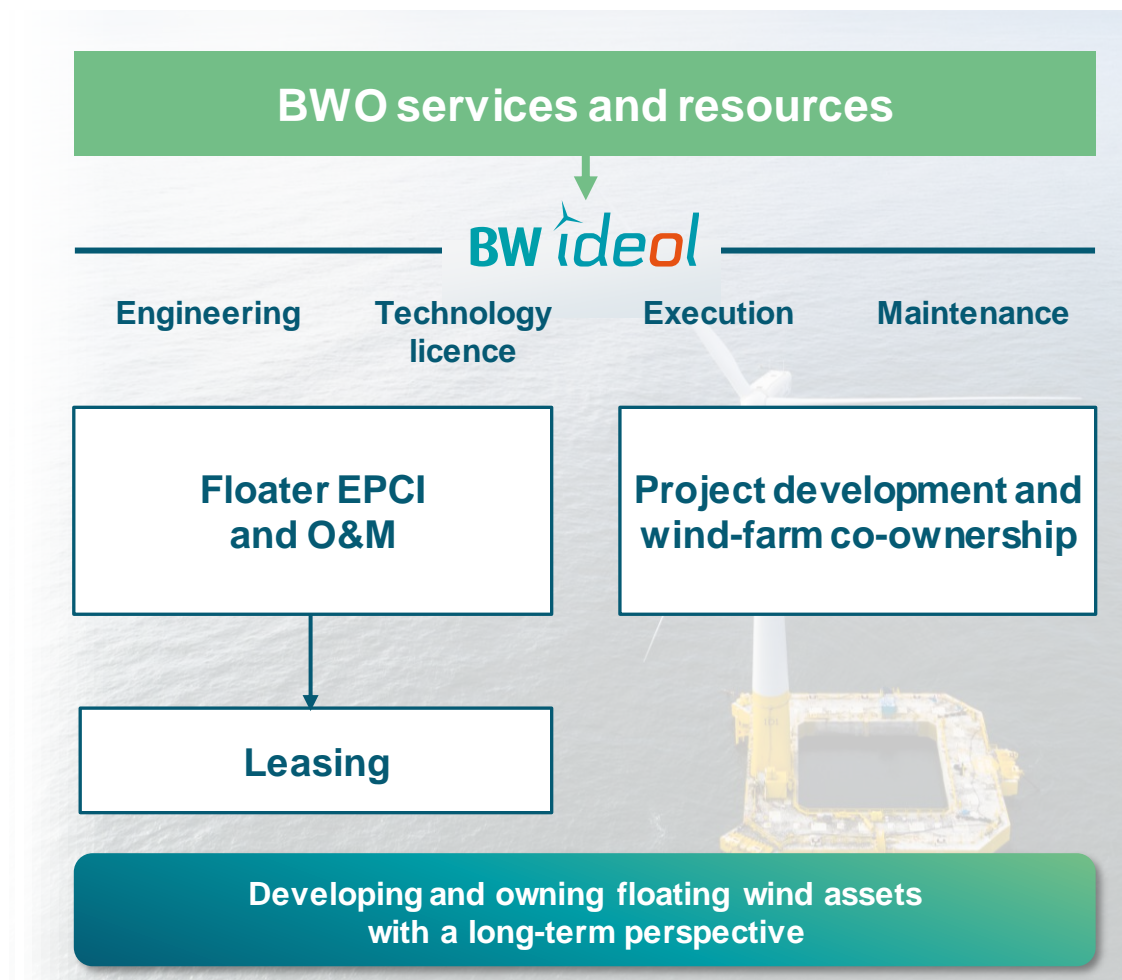 BWO services and resources
BW ideol
Engineering
Technology
licence
Execution
Maintenance
Floater EPCI
and O&M
Project development and
wind-farm co-ownership
Leasing
Developing and owning floating wind assets
with a long-term perspective